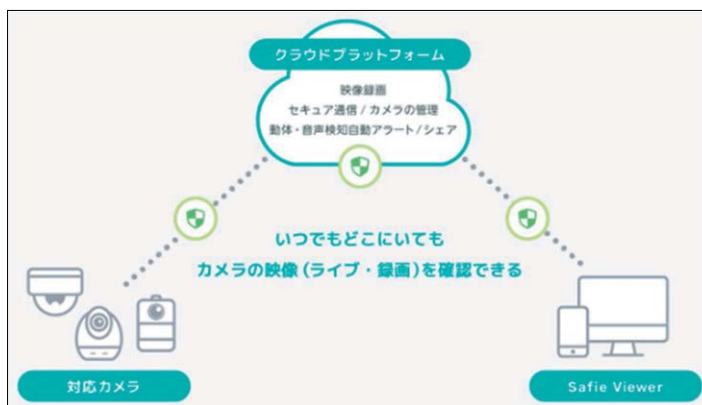 クラウドプラットフォーム
映像録画
セキュア通信 / カメラの管理
動体・音声検知自動アラート / シェア
いつでもどこにいても
カメラの映像 (ライブ・録画)を確認できる
対応カメラ
Safie Viewer